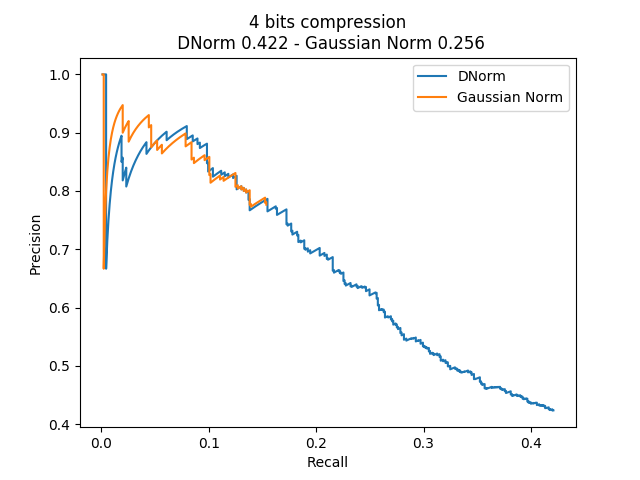 4 bits compression
DNorm 0.422 - Gaussian Norm 0.256
DNorm
Gaussian Norm
1.0
0.9
0.8
0.7
0.6
0.5
0.4
Precision
0.0
0.1
0.2
0.3
0.4
Recall